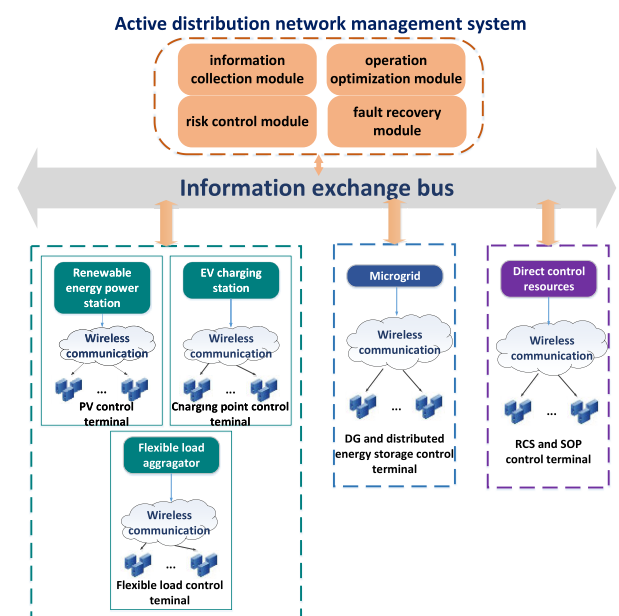 Active distribution network management system
information
collection module
operation
optimization module
risk control module
fault recovery
module
Information exchange bus
Renewable
energy power
station
Wireless
communication
...
PV control
terminal
EV charging
station
Wireless
communication
...
Charging point control
terminal
Flexible load
aggragator
Wireless
communication
...
Flexible load control
teminal
Microgrid
Wireless
communication
...
DG and distributed
energy storage control
terminal
Direct control
resources
Wireless
communication
...
RCS and SOP
control terminal